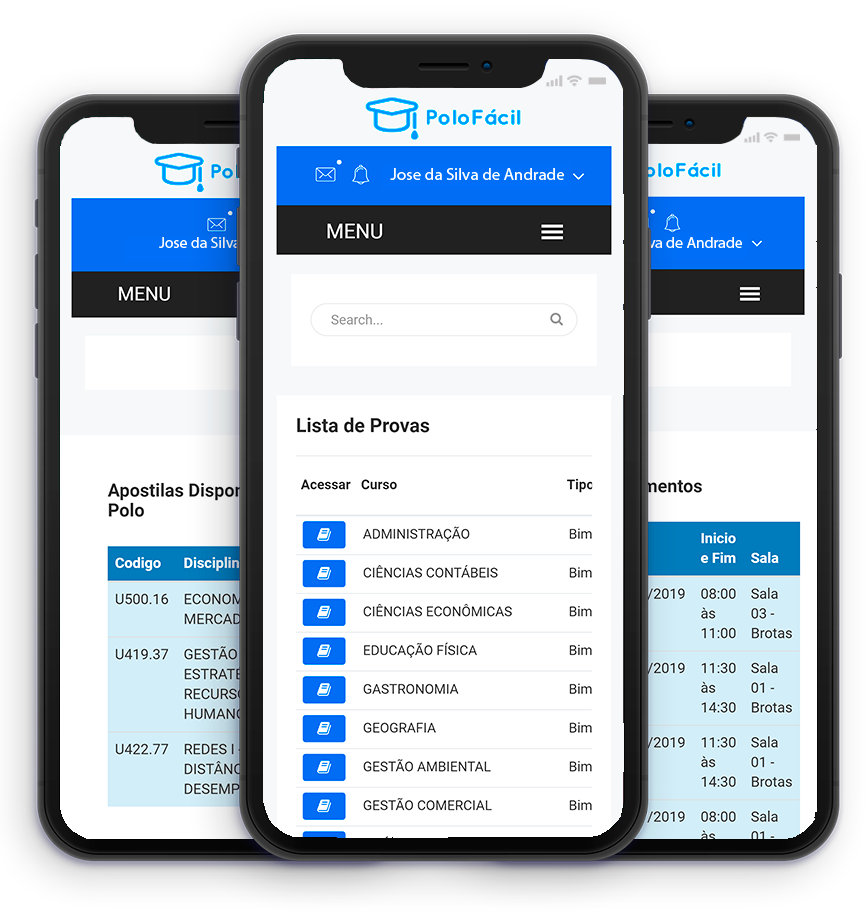 PoloFácil
Jose da Silva de Andrade
MENU
Search...
Lista de Provas
Acessar Curso Tipo
ADMINISTRAÇÃO Bim
CIÊNCIAS CONTÁBEIS Bim
CIÊNCIAS ECONÔMICAS Bim
EDUCAÇÃO FÍSICA Bim
GASTRONOMIA Bim
GEOGRAFIA Bim
GESTÃO AMBIENTAL Bim
GESTÃO COMERCIAL Bim
Pol
Jose da Silva
MENU
Apostilas Dispon
Polo
Codigo Disciplin
U500.16 ECONOM
MERCAD
U419.37 GESTÃO
ESTRATÉ
RECURSO
HUMANO
U422.77 REDES I -
DISTÂNC
DESEMP
oloFácil
va de Andrade
mentos
Inicio
e Fim Sala
/2019 08:00 Sala
às 03 -
11:00 Brotas
/2019 11:30 Sala
às 01 -
14:30 Brotas
/2019 11:30 Sala
às 01 -
14:30 Brotas
/2019 08:00 Sala
às 01 -